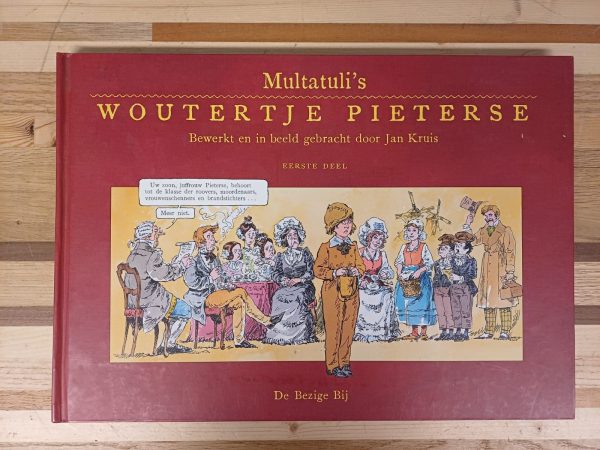 Multatuli's
WOUTERTJE PIETERSE
Bewerkt en in beeld gebracht door Jan Kruis
EERSTE DEEL
Uw zoon, juffrouw Pieterse, behoort
tot de klasse der roovers, moordenaars,
vrouwenschenners en brandstichters...
Meer niet.
De Bezige Bij